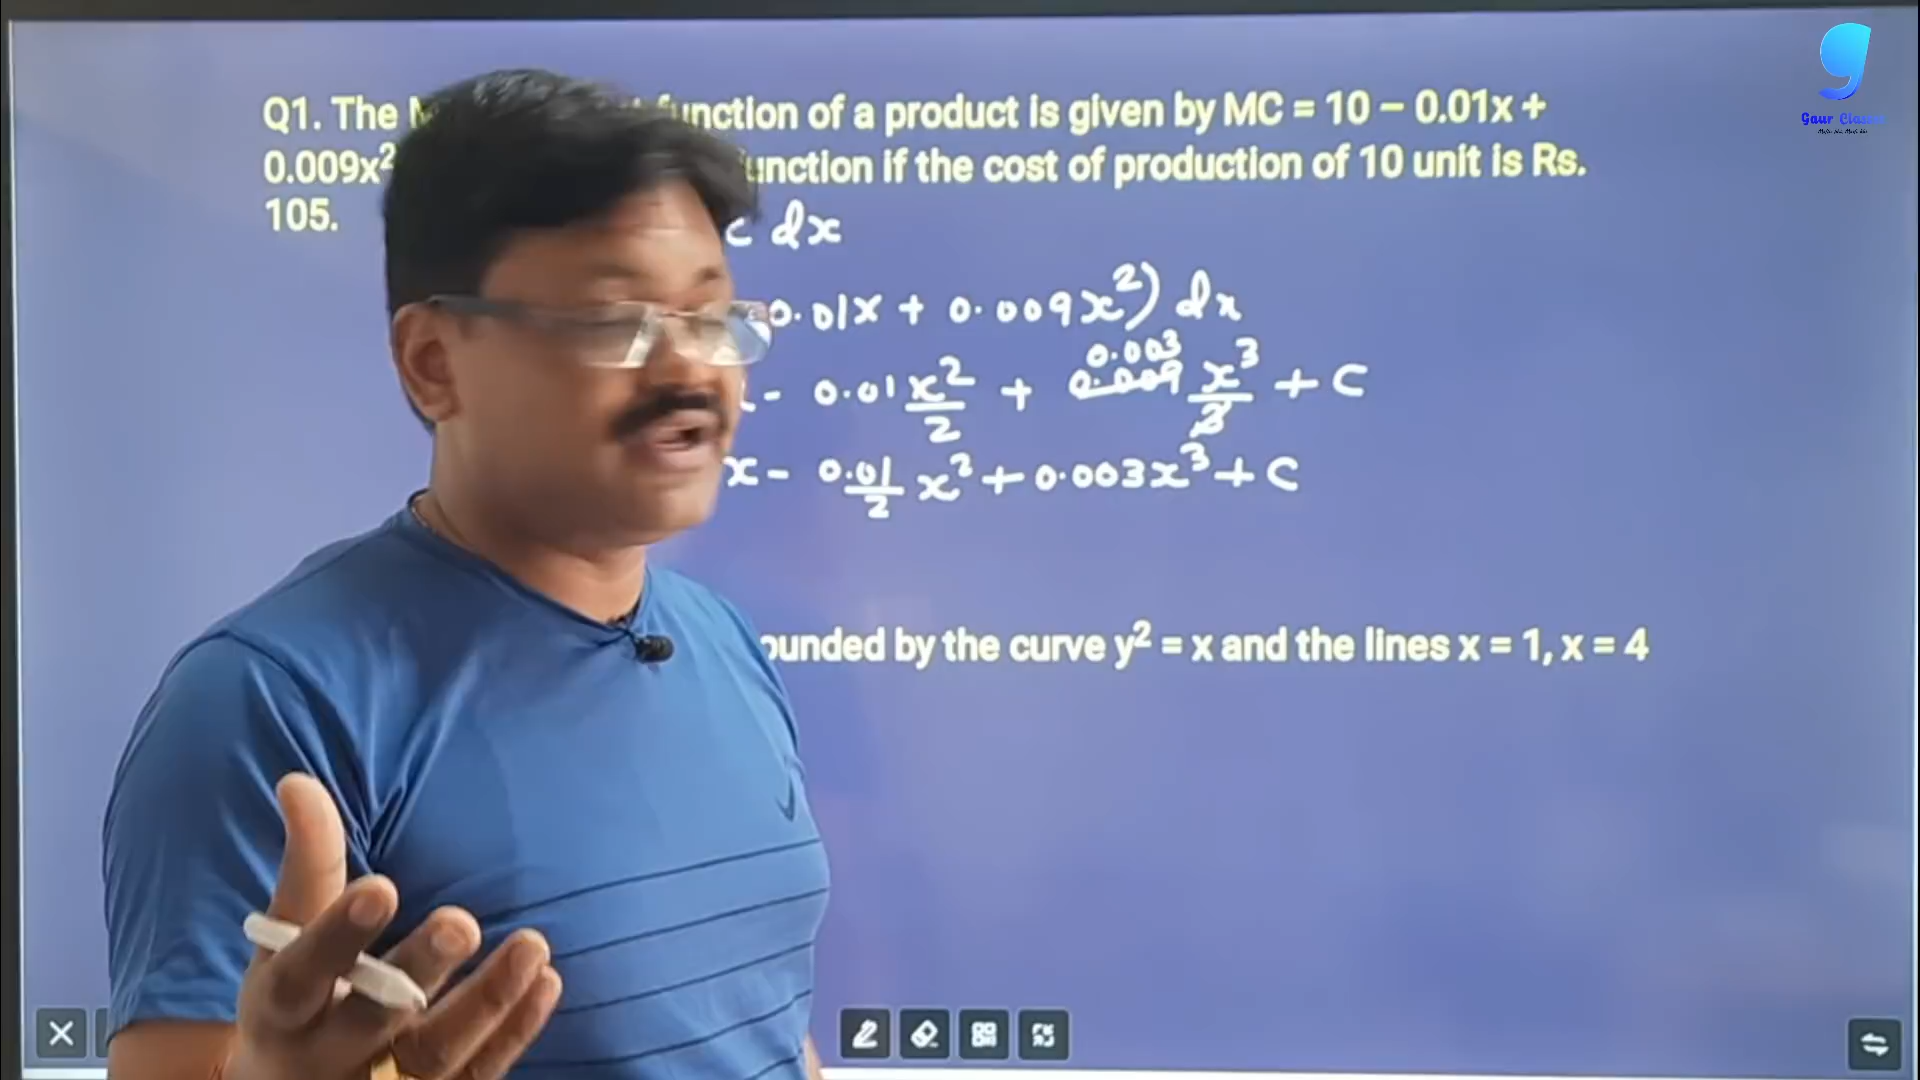 Q1. The function of a product is given by MC = 10 – 0.01x +
0.009x² function if the cost of production of 10 unit is Rs.
105.
c dx
0.01x + 0.009x²) dx
0.003
- 0.01 x²/2 + 0.009 x³/3 + C
x - 0.01/2 x² + 0.003x³ + C
bounded by the curve y² = x and the lines x = 1, x = 4
g
Gaur Classes